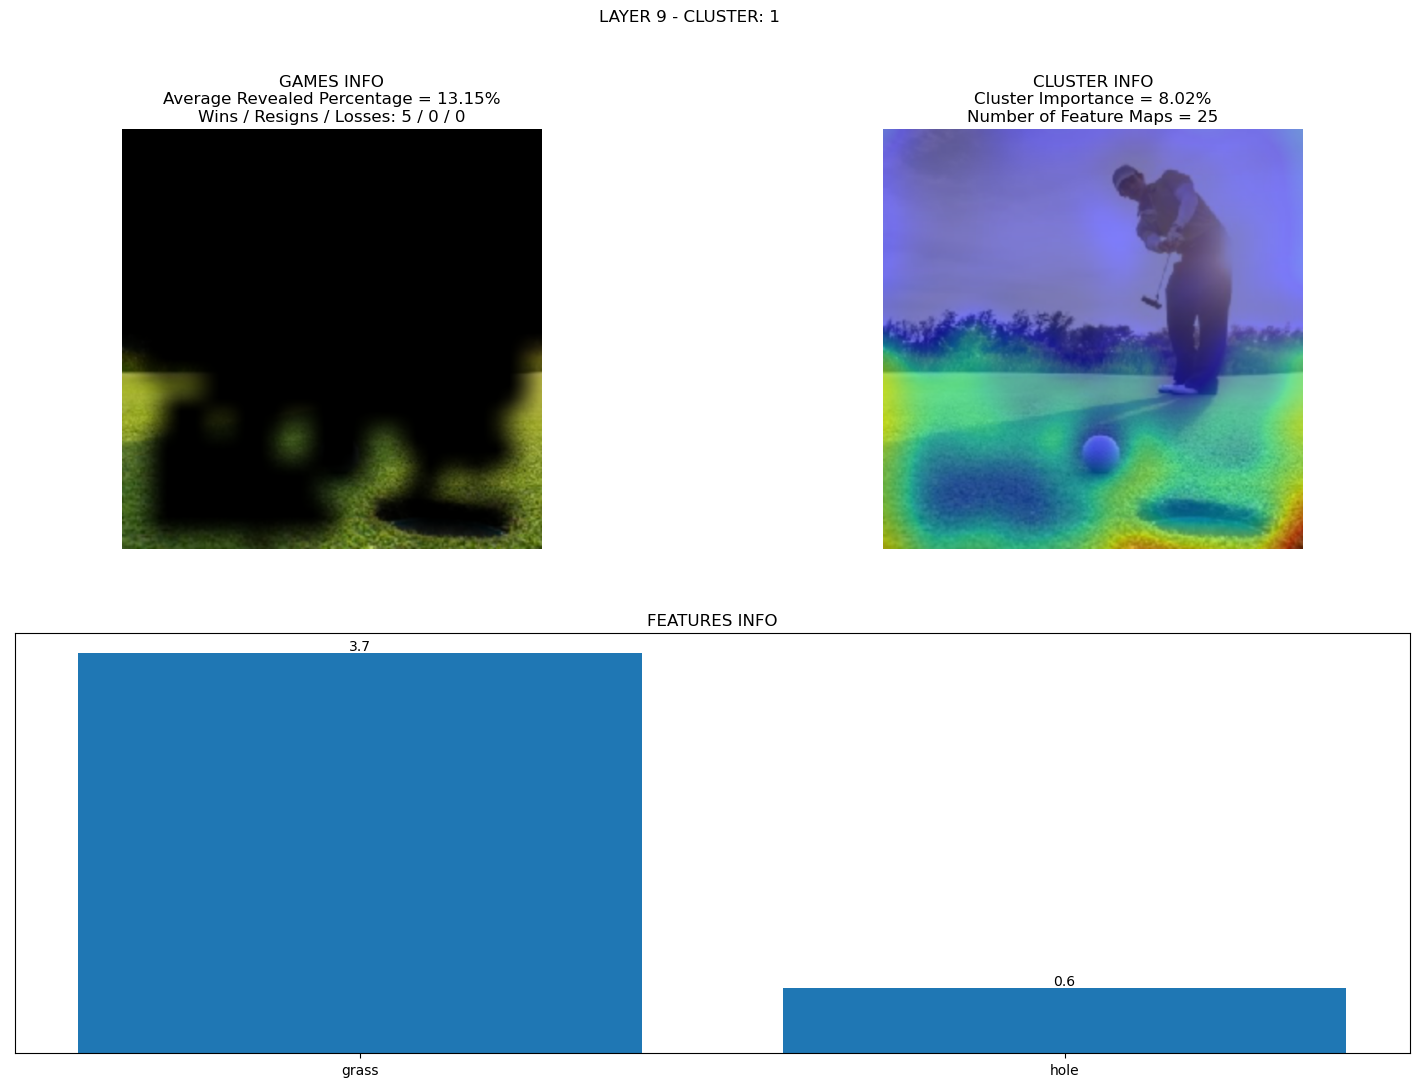 LAYER 9 - CLUSTER: 1
GAMES INFO
Average Revealed Percentage = 13.15%
Wins / Resigns / Losses: 5 / 0 / 0
CLUSTER INFO
Cluster Importance = 8.02%
Number of Feature Maps = 25
FEATURES INFO
3.7
0.6
grass
hole